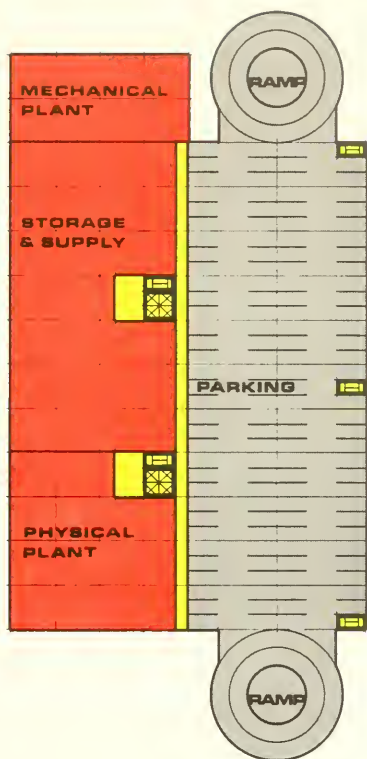 RAMP
MECHANICAL
PLANT
STORAGE
& SUPPLY
PARKING
PHYSICAL
PLANT
RAMP